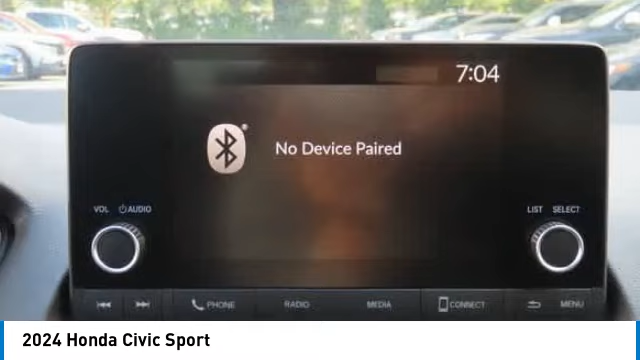 7:04
No Device Paired
VOL AUDIO
LIST SELECT
PHONE RADIO MEDIA CONNECT MENU
2024 Honda Civic Sport